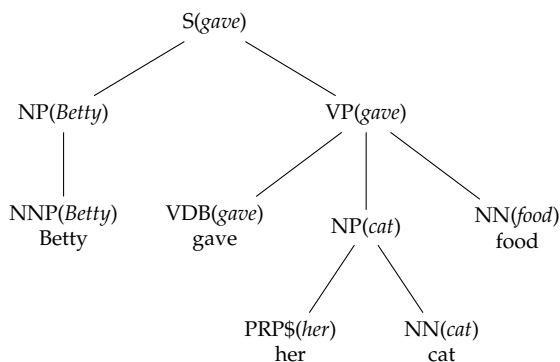 S(gave)
NP(Betty) VP(gave)
NNP(Betty) VDB(gave) NP(cat) NN(food)
Betty gave food
PRP$(her) NN(cat)
her cat